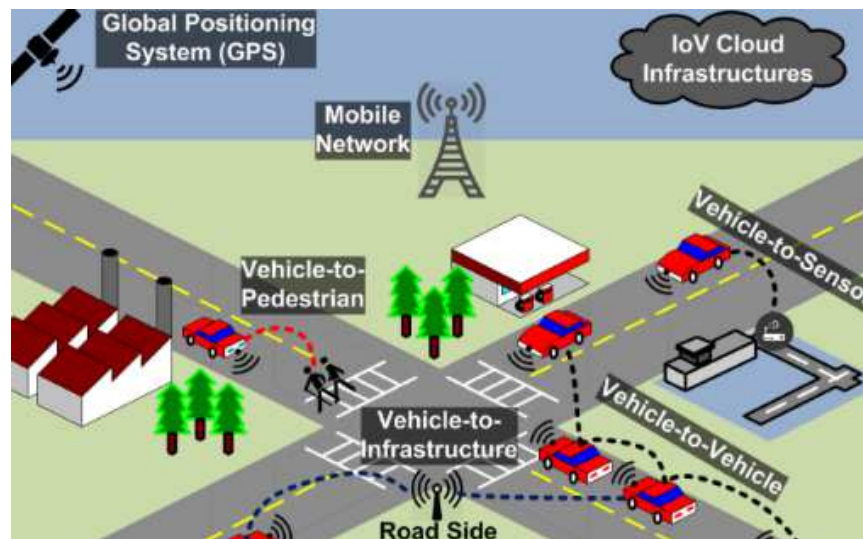 Global Positioning
System (GPS)
IoV Cloud
Infrastructures
Mobile
Network
Vehicle-to-Senso
Vehicle-to-
Pedestrian
Vehicle-to-
Infrastructure
Vehicle-to-Vehicle
Road Side